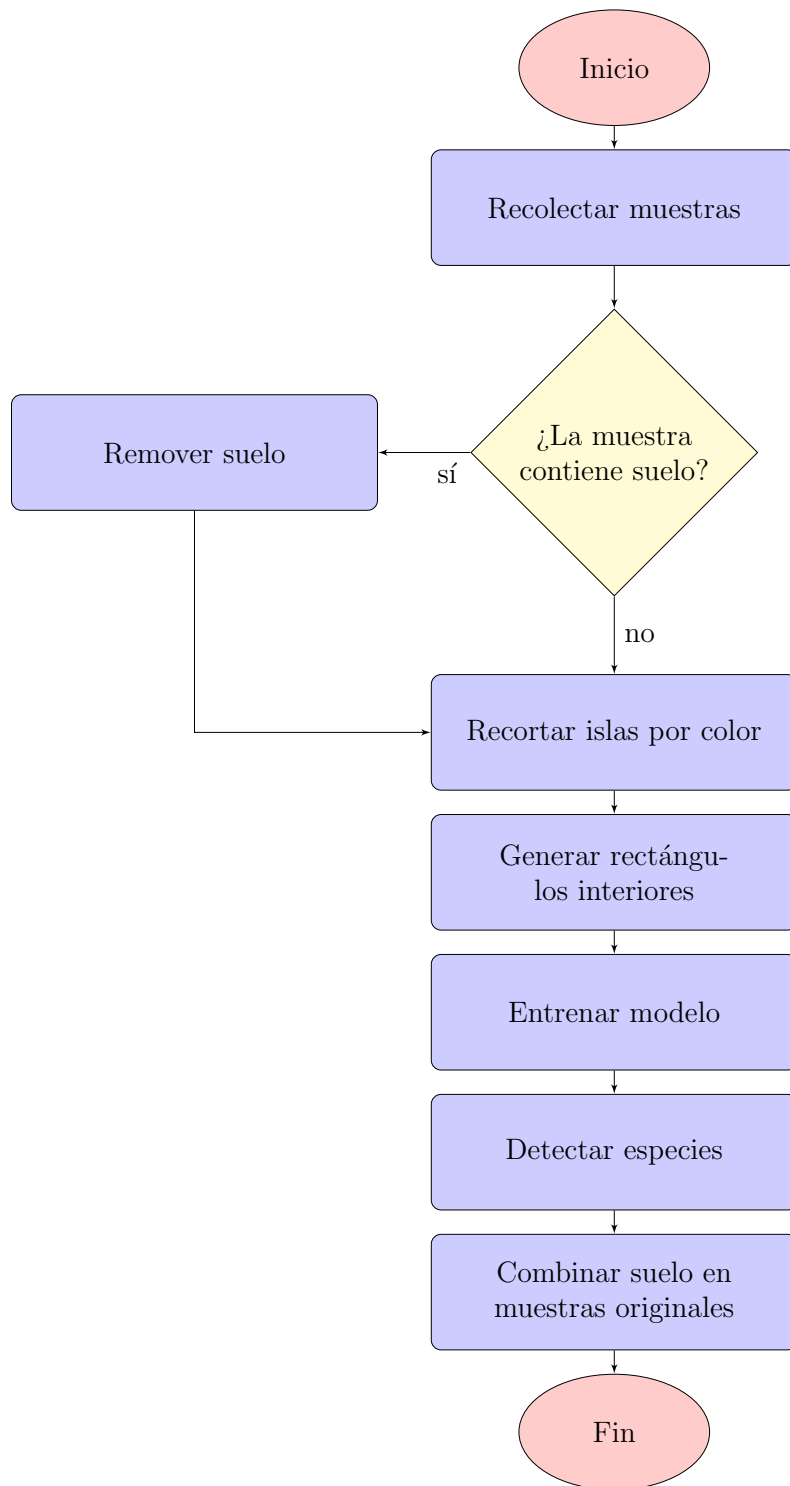 Inicio
Recolectar muestras
¿La muestra
contiene suelo?
Remover suelo
sí
no
Recortar islas por color
Generar rectángu-
los interiores
Entrenar modelo
Detectar especies
Combinar suelo en
muestras originales
Fin